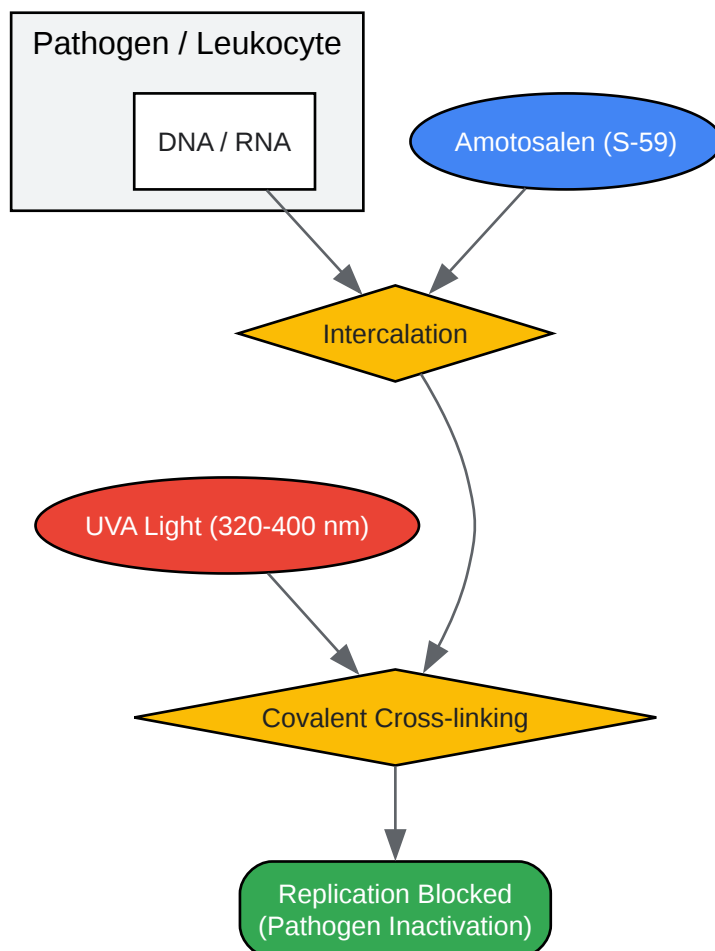 Pathogen / Leukocyte
DNA / RNA
Amotosalen (S-59)
Intercalation
UVA Light (320-400 nm)
Covalent Cross-linking
Replication Blocked
(Pathogen Inactivation)